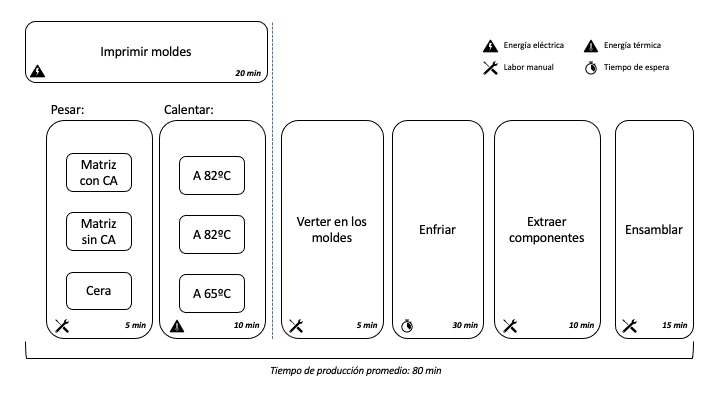 Imprimir moldes
20 min
Energía eléctrica
Energía térmica
Labor manual
Tiempo de espera
Pesar:
Matriz
con CA
Matriz
sin CA
Cera
5 min
Calentar:
A 82ºC
A 82ºC
A 65ºC
10 min
Verter en los
moldes
5 min
Enfriar
30 min
Extraer
componentes
10 min
Ensamblar
15 min
Tiempo de producción promedio: 80 min